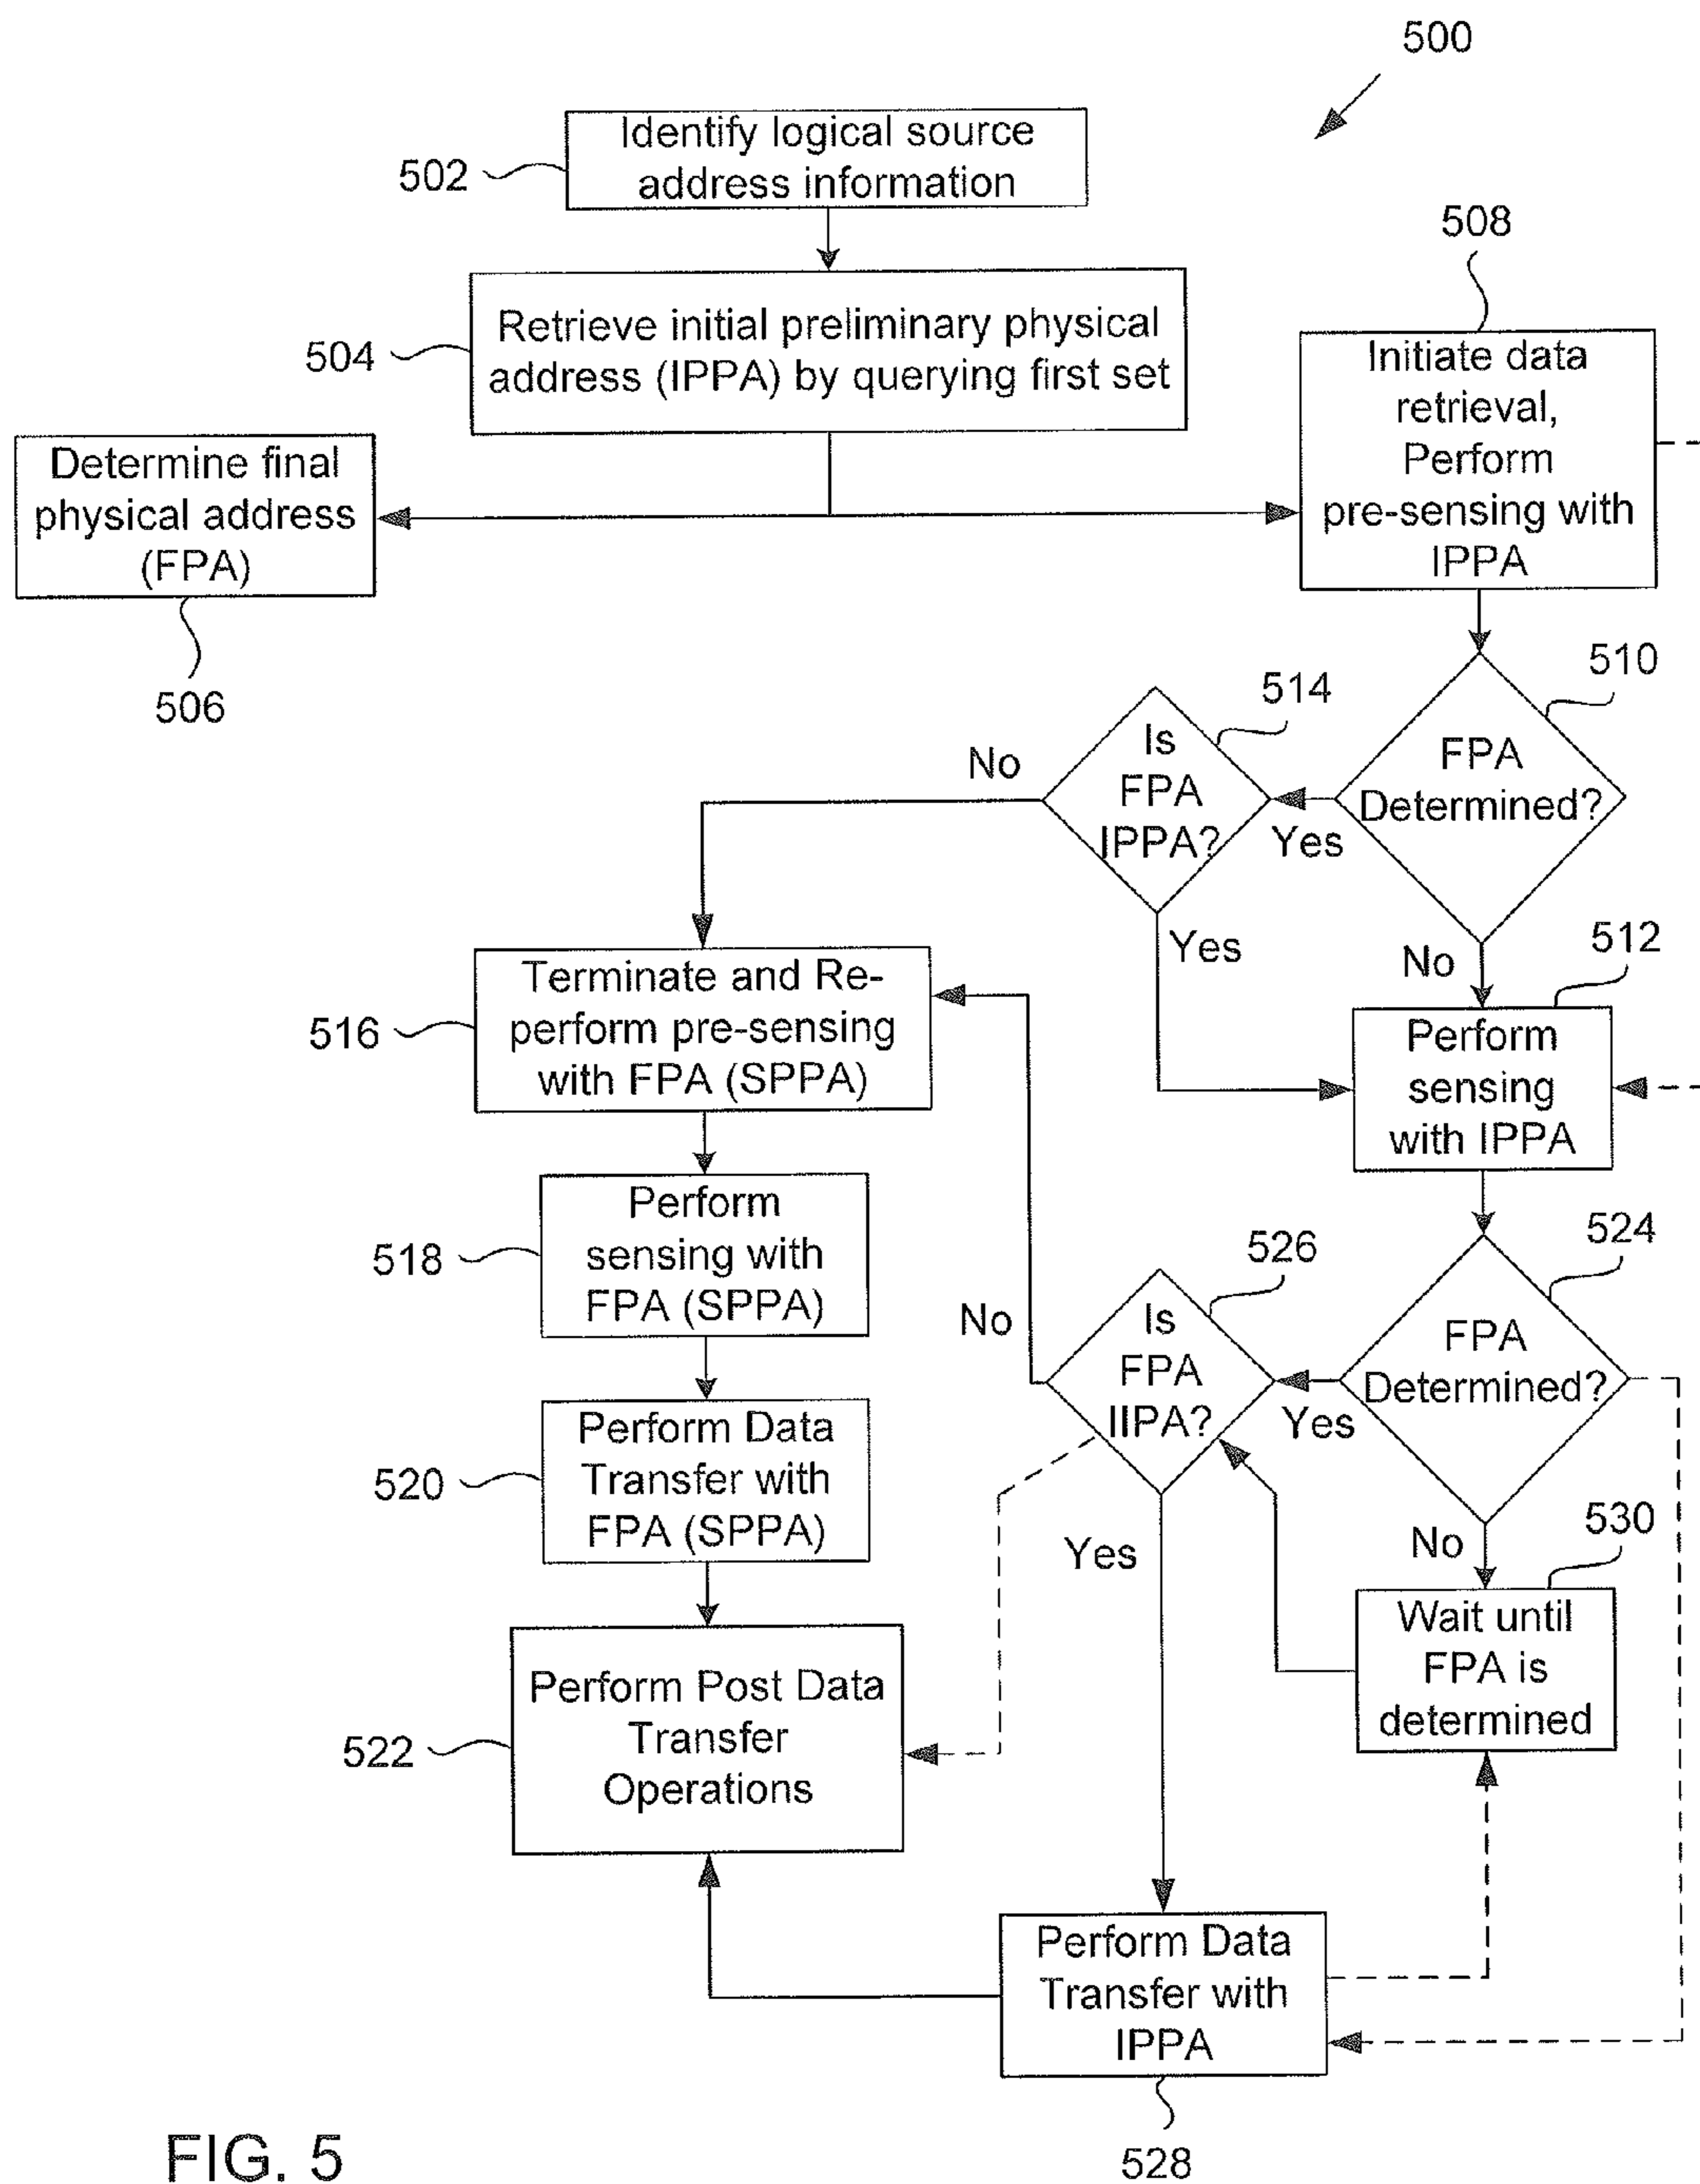 500
Identify logical source
address information
502
508
Retrieve initial preliminary physical
address (IPPA) by querying first set
504
Initiate data
retrieval,
Perform
pre-sensing with
IPPA
Determine final
physical address
(FPA)
506
510
FPA
Determined?
514
Is
FPA
IPPA?
No
Yes
Yes
No
512
Perform
sensing
with IPPA
Terminate and Re-
perform pre-sensing
with FPA (SPPA)
516
Perform
sensing with
FPA (SPPA)
518
524
FPA
Determined?
526
Is
FPA
IIPA?
No
Yes
Yes
No
530
Wait until
FPA is
determined
Perform Data
Transfer with
FPA (SPPA)
520
Perform Post Data
Transfer
Operations
522
Perform Data
Transfer with
IPPA
528
FIG. 5